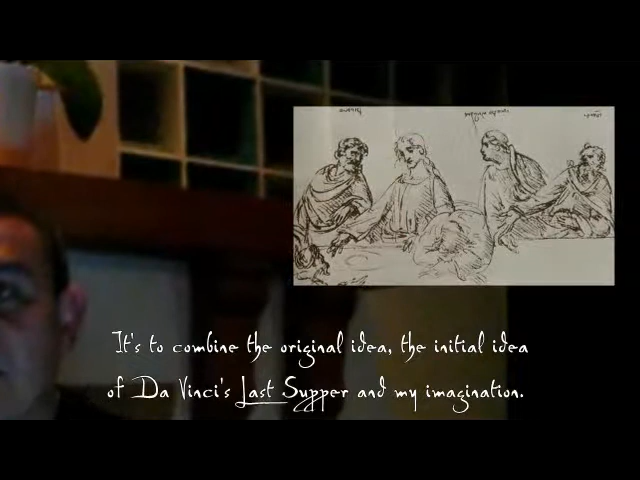 It's to combine the original idea, the initial idea
of Da Vinci's Last Supper and my imagination.